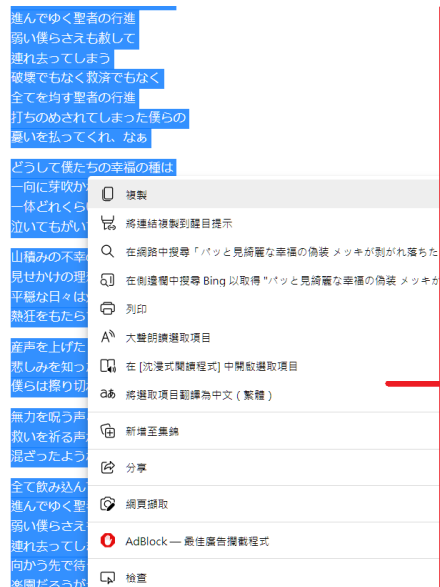 進んでゆく聖者の行進
弱い僕らさえも赦して
連れ去ってしまう
破壊でもなく救済でもなく
全てを均す聖者の行進
打ちのめされてしまった僕らの
憂いを払ってくれ、なぁ
どうして僕たちの幸福の種は
一向に芽吹か
一体どれくら
泣いてもがい
山積みの不幸
見せかけの理
平穏な日々は
熱狂をもたら
産声を上げた
悲しみを知っ
僕らは擦り切
無力を呪う声
救いを祈る声
混ざったよう
全て飲み込ん
進んでゆく聖
弱い僕らさえ
連れ去ってし
向かう先で待
楽園だろうが
複製
將連結複製到醒目提示
在網路中搜尋「パッと見綺麗な幸福の偽装 メッキが剥がれ落ちた
在側邊欄中搜尋 Bing 以取得 "パッと見綺麗な幸福の偽装 メッキか
列印
大聲朗讀選取項目
在 [沈浸式閱讀程式] 中開啟選取項目
將選取項目翻譯為中文 ( 繁體 )
新增至集錦
分享
網頁擷取
AdBlock — 最佳廣告攔截程式
檢查